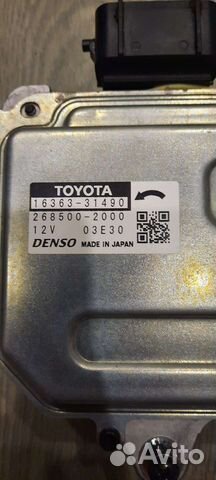 TOYOTA
16363-31490
268500-2000
12V 03E30
DENSO MADE IN JAPAN
Avito